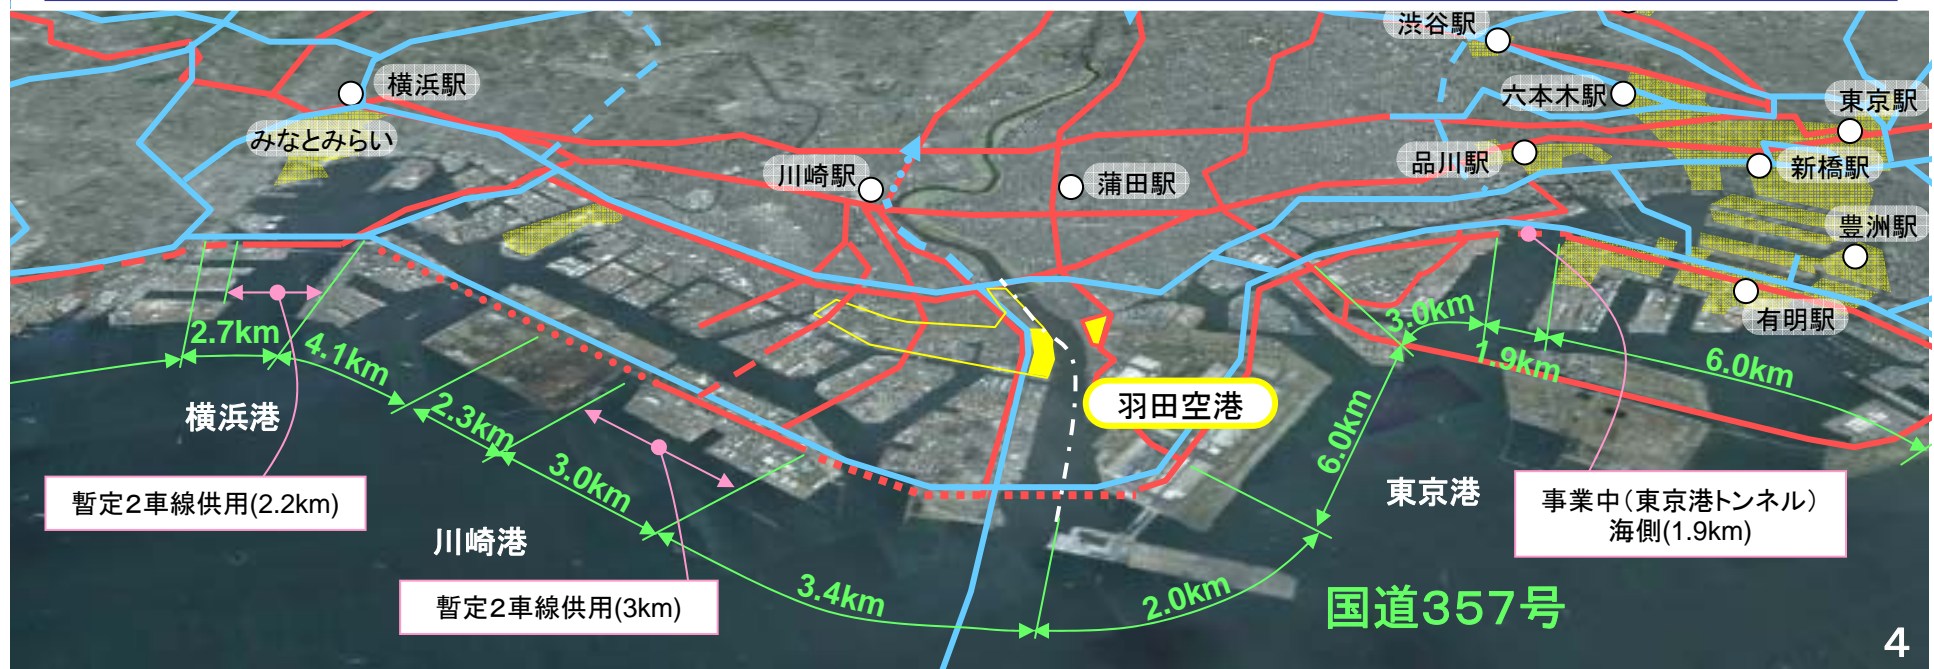 渋谷駅
横浜駅
六本木駅
東京駅
みなとみらい
品川駅
新橋駅
川崎駅
蒲田駅
豊洲駅
有明駅
2.7km
4.1km
3.0km
1.9km
6.0km
横浜港
2.3km
羽田空港
6.0km
3.0km
東京港
暫定2車線供用(2.2km)
事業中(東京港トンネル)
海側(1.9km)
川崎港
暫定2車線供用(3km)
3.4km
2.0km
国道357号
4